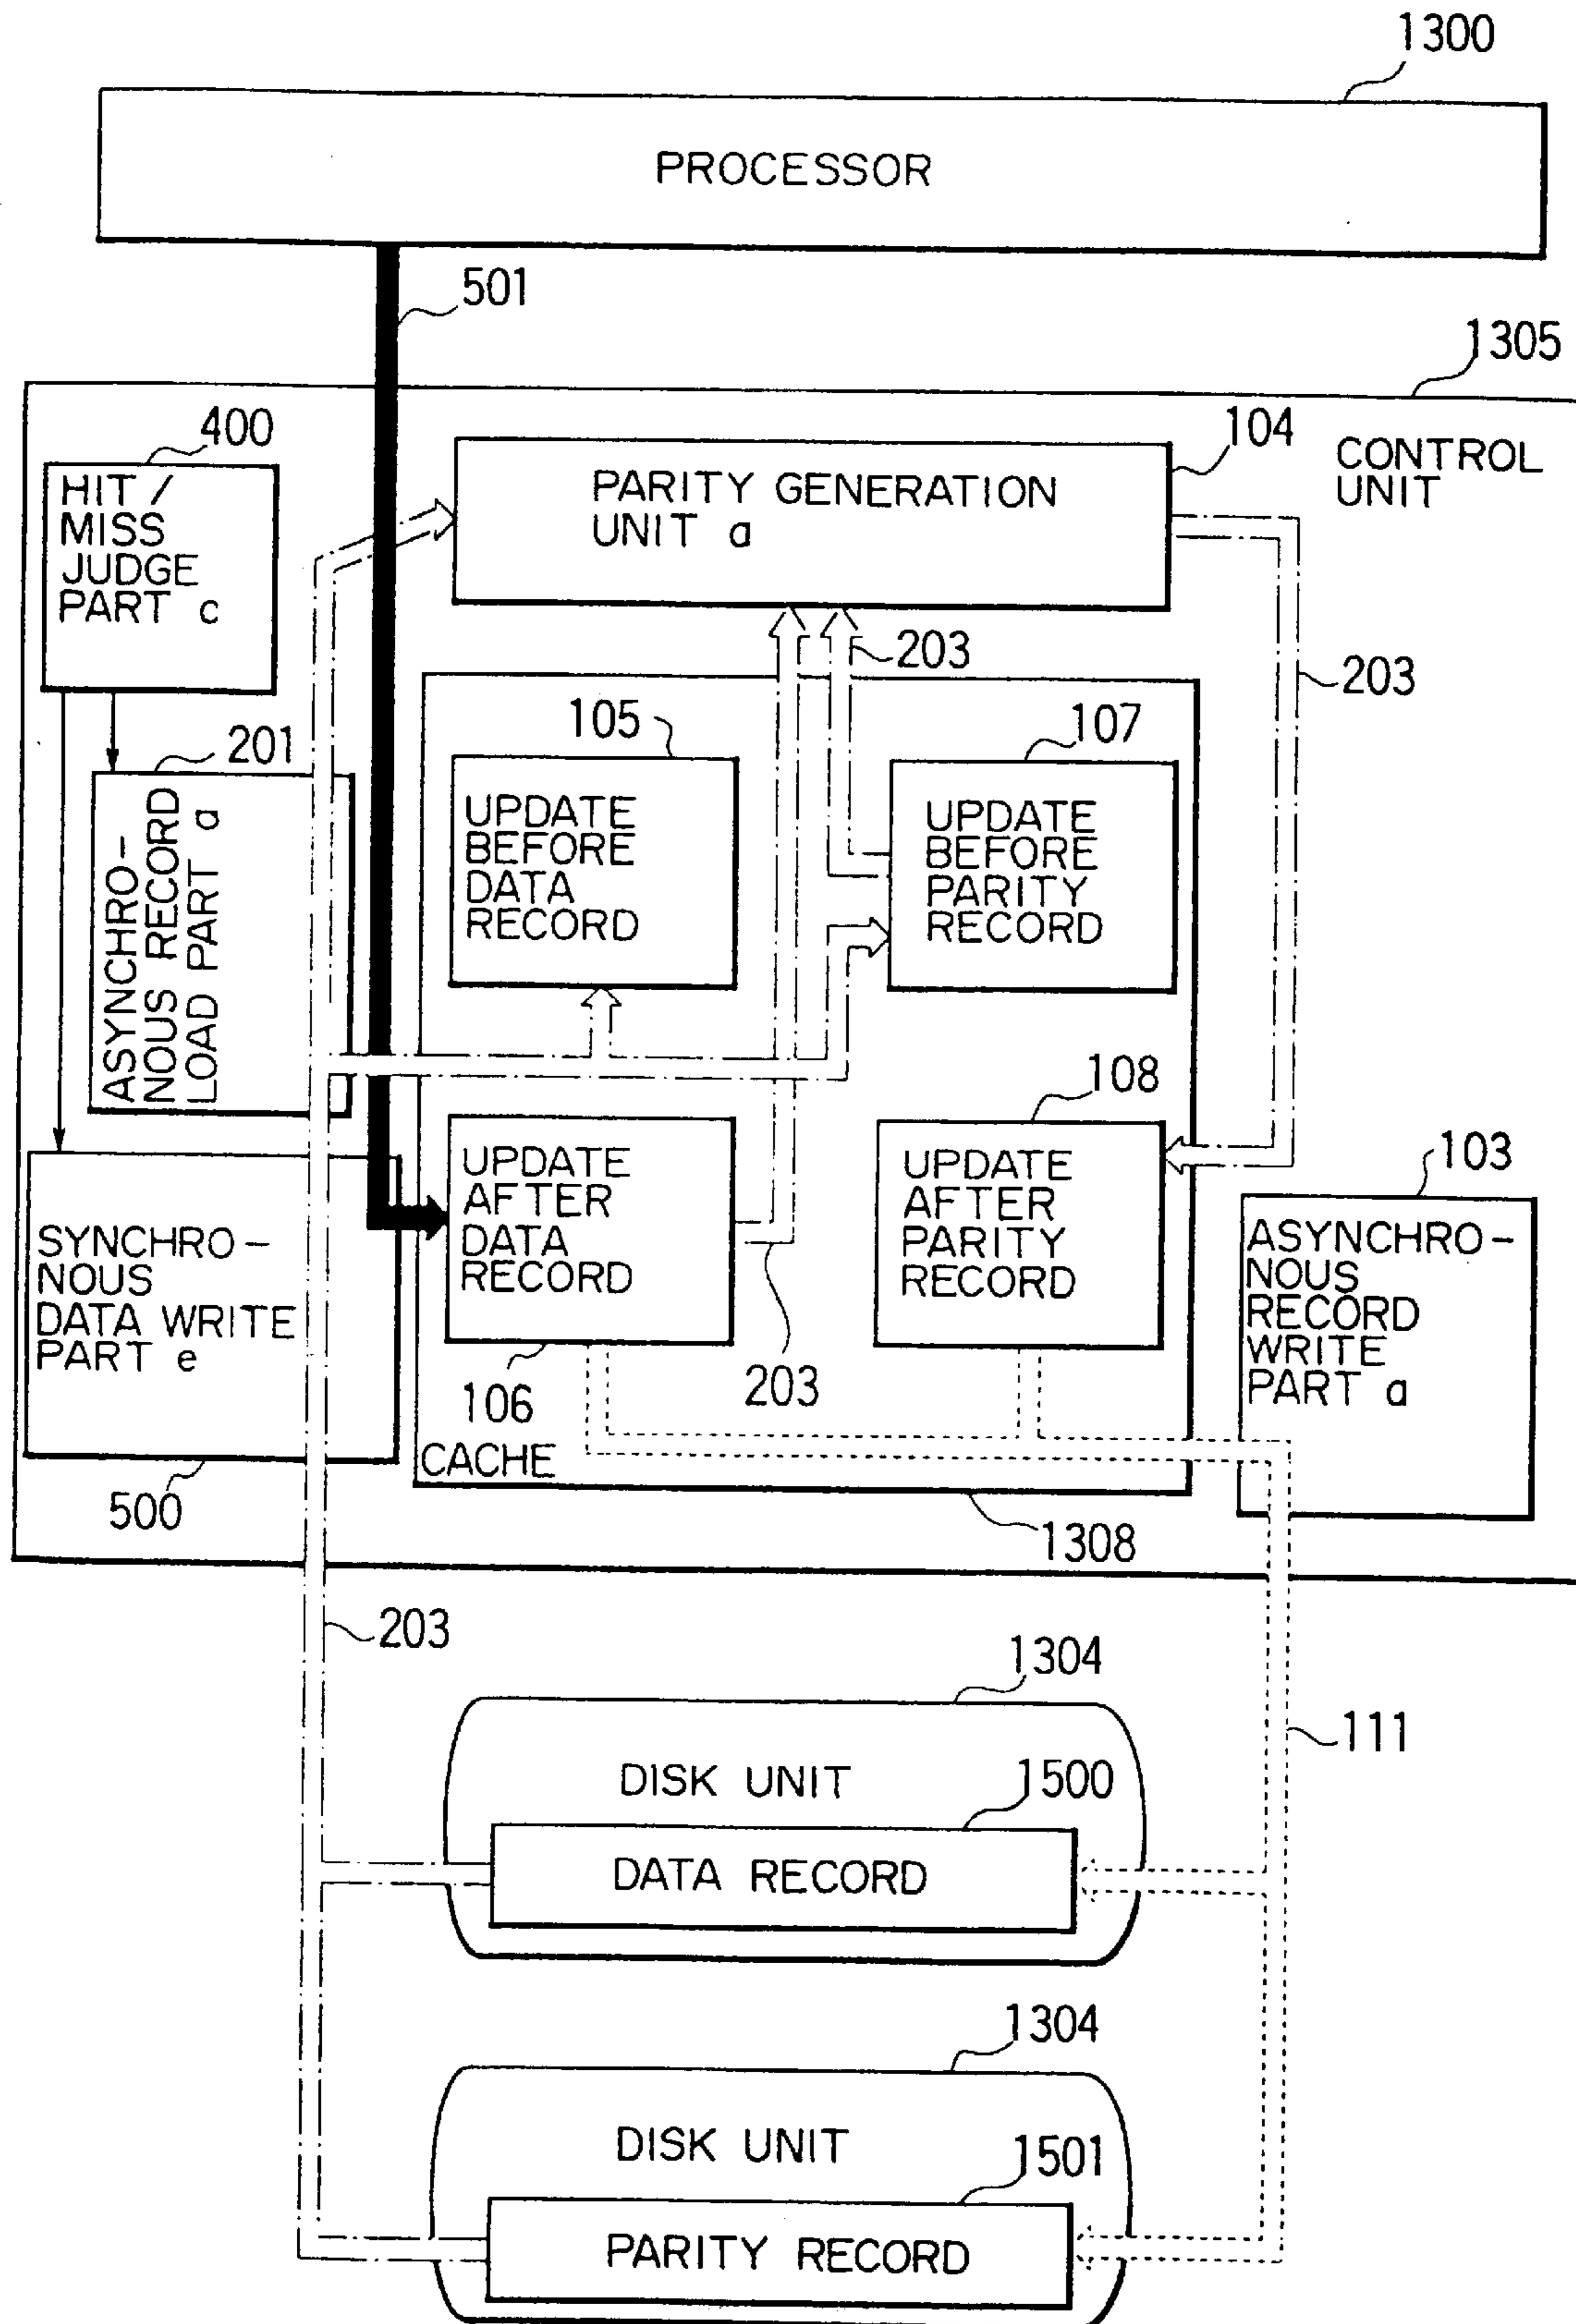 1300
PROCESSOR
501
1305
400
104
CONTROL
UNIT
HIT /
MISS
JUDGE
PART c
PARITY GENERATION
UNIT a
203
203
201
105
107
ASYNCHRO-
NOUS RECORD
LOAD PART a
UPDATE
BEFORE
DATA
RECORD
UPDATE
BEFORE
PARITY
RECORD
108
103
UPDATE
AFTER
DATA
RECORD
UPDATE
AFTER
PARITY
RECORD
SYNCHRO-
NOUS
DATA WRITE
PART e
ASYNCHRO-
NOUS
RECORD
WRITE
PART a
203
106
CACHE
500
1308
203
1304
111
DISK UNIT
1500
DATA RECORD
1304
DISK UNIT
1501
PARITY RECORD